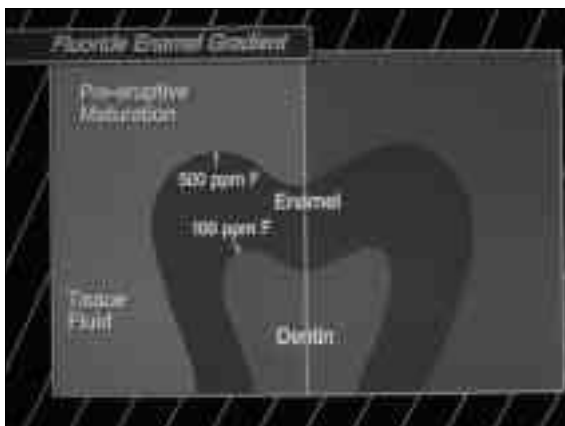 Fluoride Enamel Gradient
Pre-eruptive
Maturation
500 ppm F
Enamel
100 ppm F
Tissue
Fluid
Dentin